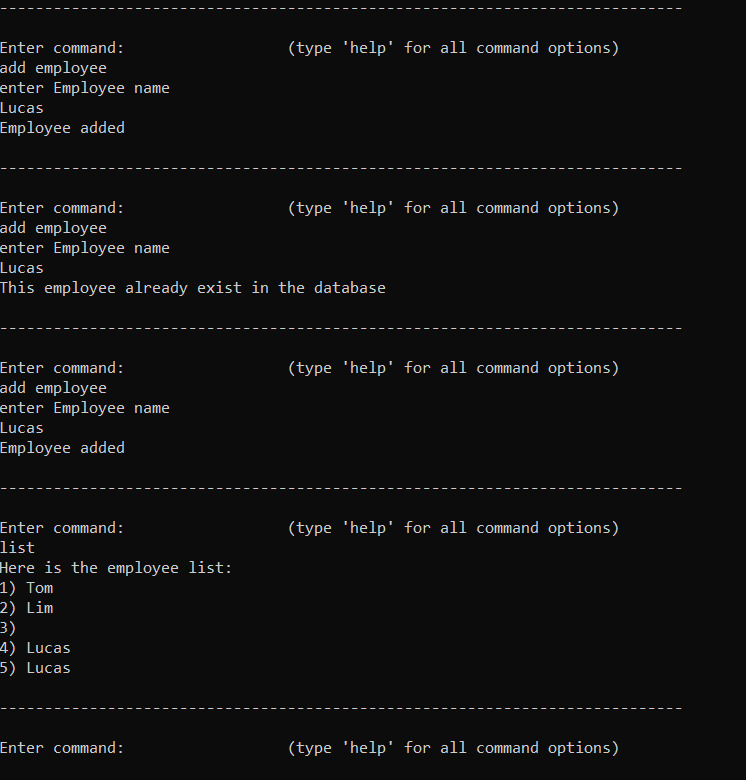 ----------------------------------------------------------------------------
Enter command:                  (type 'help' for all command options)
add employee
enter Employee name
Lucas
Employee added
----------------------------------------------------------------------------
Enter command:                  (type 'help' for all command options)
add employee
enter Employee name
Lucas
This employee already exist in the database
----------------------------------------------------------------------------
Enter command:                  (type 'help' for all command options)
add employee
enter Employee name
Lucas
Employee added
----------------------------------------------------------------------------
Enter command:                  (type 'help' for all command options)
list
Here is the employee list:
1) Tom
2) Lim
3)
4) Lucas
5) Lucas
----------------------------------------------------------------------------
Enter command:                  (type 'help' for all command options)